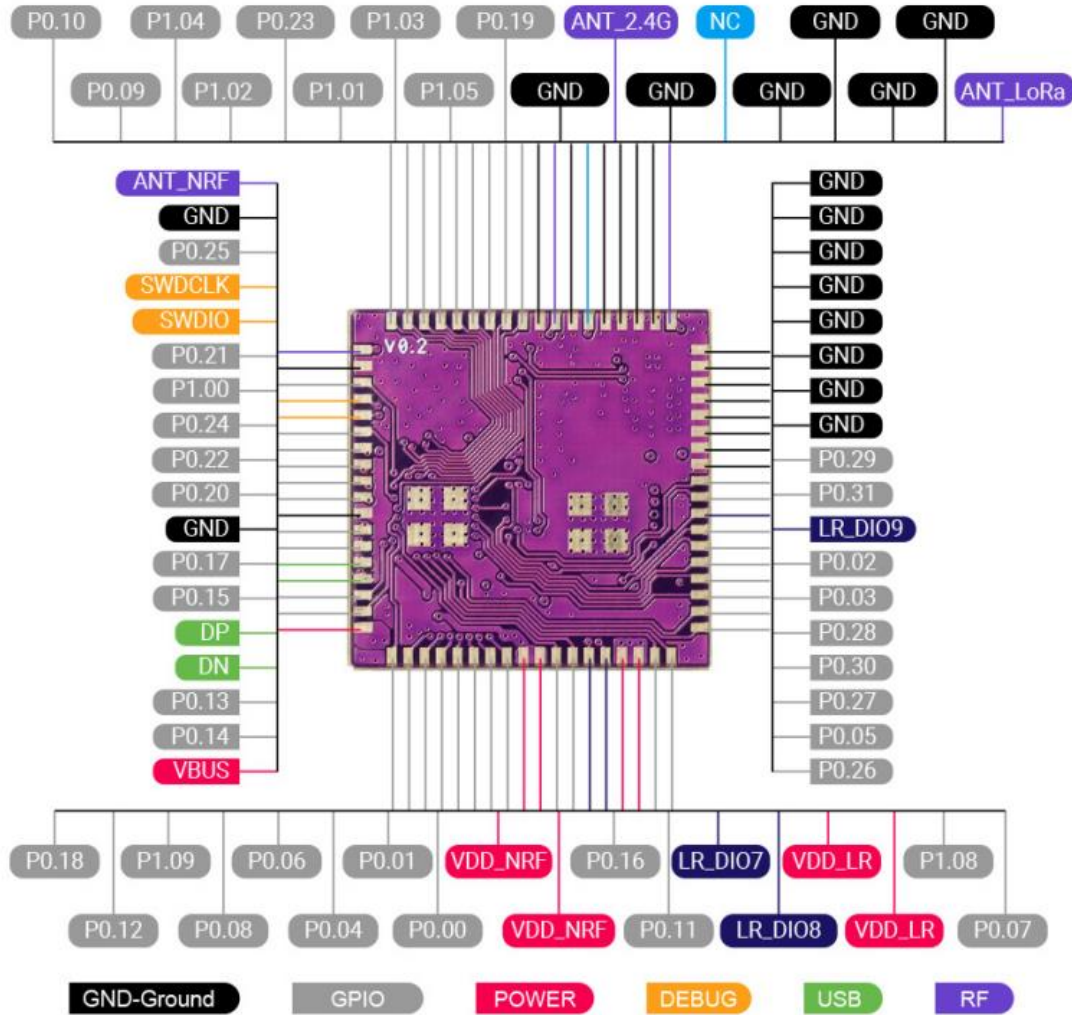 P0.10 P1.04 P0.23 P1.03 P0.19 ANT_2.4G NC GND GND
P0.09 P1.02 P1.01 P1.05 GND GND GND GND ANT_LoRa
ANT_NRF
GND
P0.25
SWDCLK
SWDIO
P0.21
P1.00
P0.24
P0.22
P0.20
GND
P0.17
P0.15
DP
DN
P0.13
P0.14
VBUS
V0.2
GND
GND
GND
GND
GND
GND
GND
GND
P0.29
P0.31
LR_DIO9
P0.02
P0.03
P0.28
P0.30
P0.27
P0.05
P0.26
P0.18 P1.09 P0.06 P0.01 VDD_NRF P0.16 LR_DIO7 VDD_LR P1.08
P0.12 P0.08 P0.04 P0.00 VDD_NRF P0.11 LR_DIO8 VDD_LR P0.07
GND-Ground GPIO POWER DEBUG USB RF